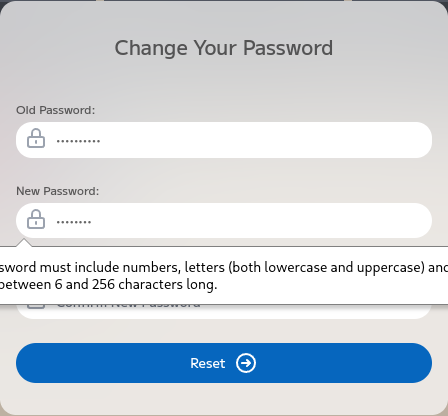 Change Your Password
Old Password:
••••••••••
New Password:
••••••••
sword must include numbers, letters (both lowercase and uppercase) and
between 6 and 256 characters long.
Confirm New Password
Reset